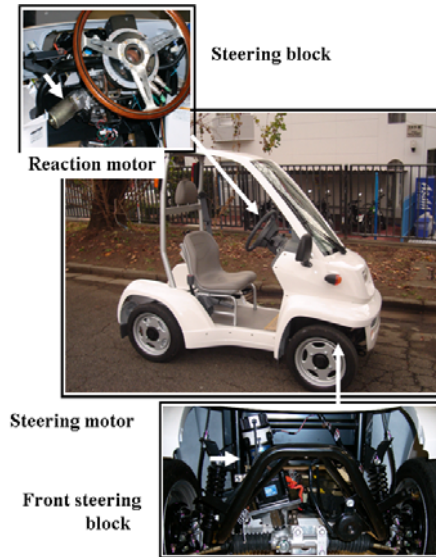 Steering block
Reaction motor
Steering motor
Front steering
block